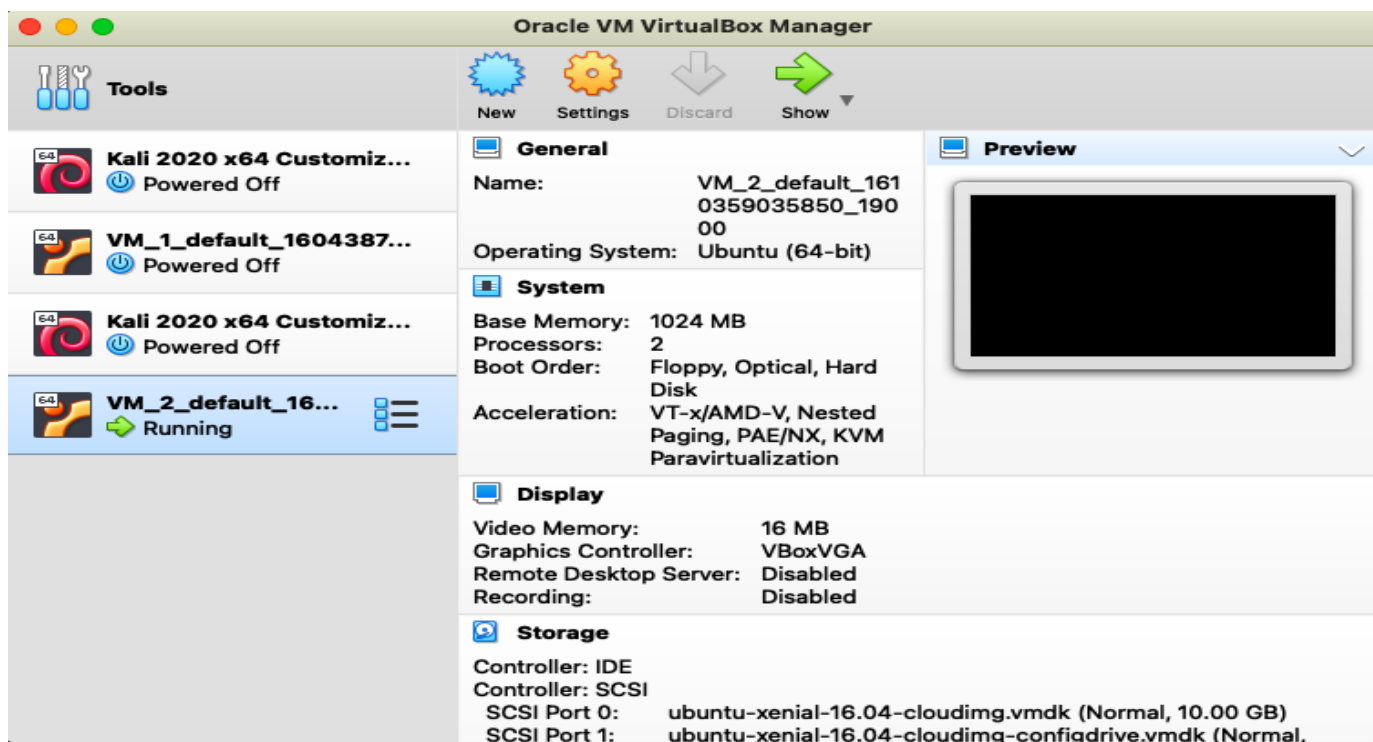 Oracle VM VirtualBox Manager
Tools
New Settings Discard Show
64
Kali 2020 x64 Customiz...
Powered Off
64
VM_1_default_1604387...
Powered Off
64
Kali 2020 x64 Customiz...
Powered Off
64
VM_2_default_16...
Running
General
Name: VM_2_default_161
0359035850_190
00
Operating System: Ubuntu (64-bit)
Preview
System
Base Memory: 1024 MB
Processors: 2
Boot Order: Floppy, Optical, Hard
Disk
Acceleration: VT-x/AMD-V, Nested
Paging, PAE/NX, KVM
Paravirtualization
Display
Video Memory: 16 MB
Graphics Controller: VBoxVGA
Remote Desktop Server: Disabled
Recording: Disabled
Storage
Controller: IDE
Controller: SCSI
SCSI Port 0: ubuntu-xenial-16.04-cloudimg.vmdk (Normal, 10.00 GB)
SCSI Port 1: ubuntu-xenial-16.04-cloudimg-configdrive.vmdk (Normal,